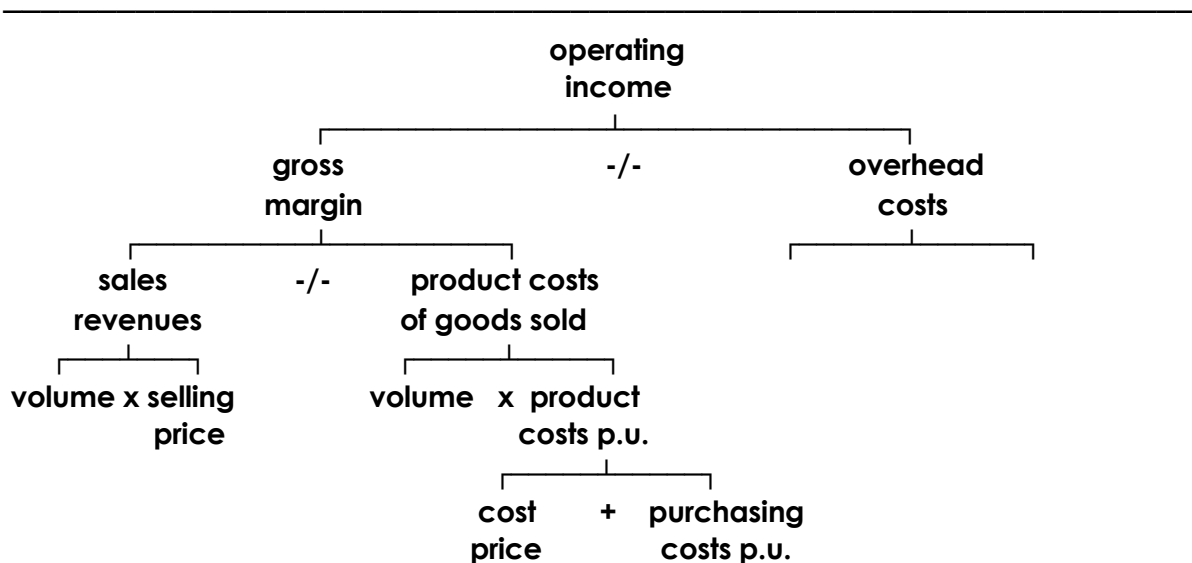 operating
income
gross -/- overhead
margin costs
sales -/- product costs
revenues of goods sold
volume x selling volume x product
price costs p.u.
cost + purchasing
price costs p.u.